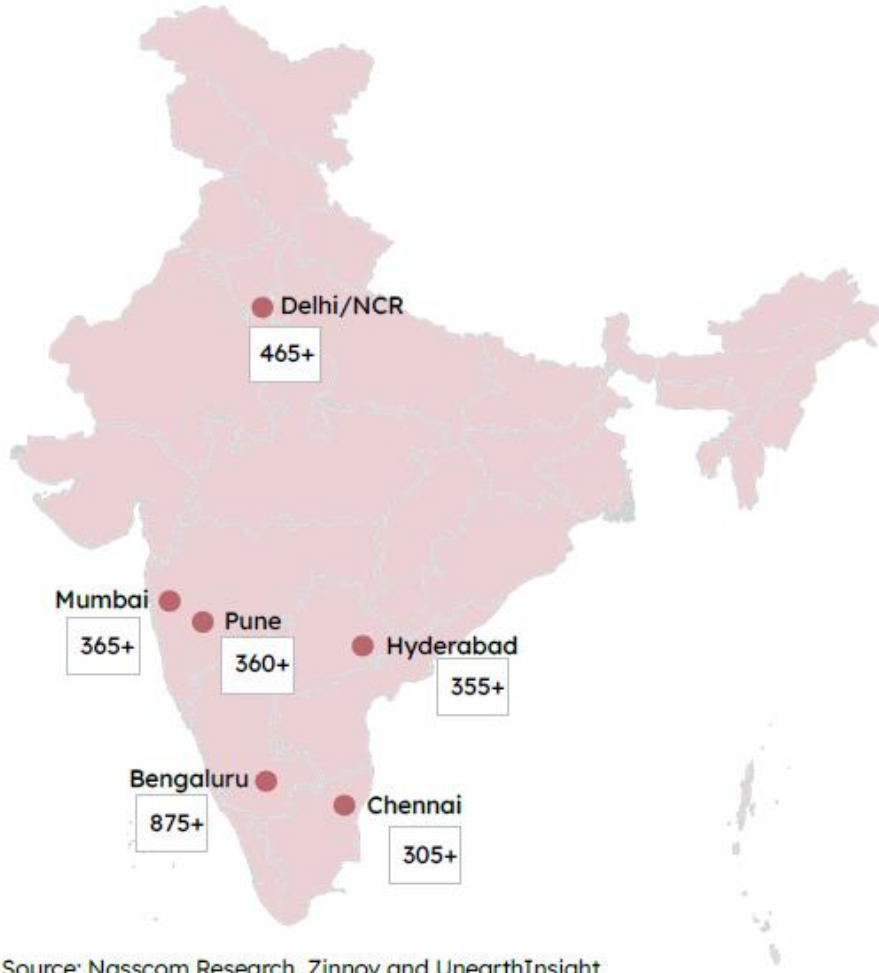 Delhi/NCR
465+
Mumbai
365+
Pune
360+
Hyderabad
355+
Bengaluru
875+
Chennai
305+
Source: Nasscom Research, Zinnov and UnearthInsight